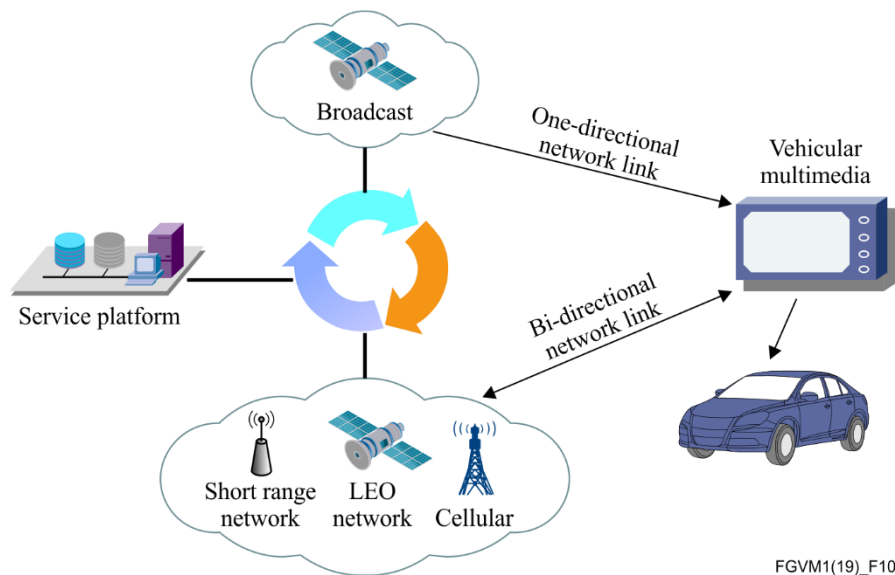 Broadcast
One-directional
network link
Vehicular
multimedia
Service platform
Bi-directional
network link
Short range
network
LEO
network
Cellular
FGVM1(19)_F10